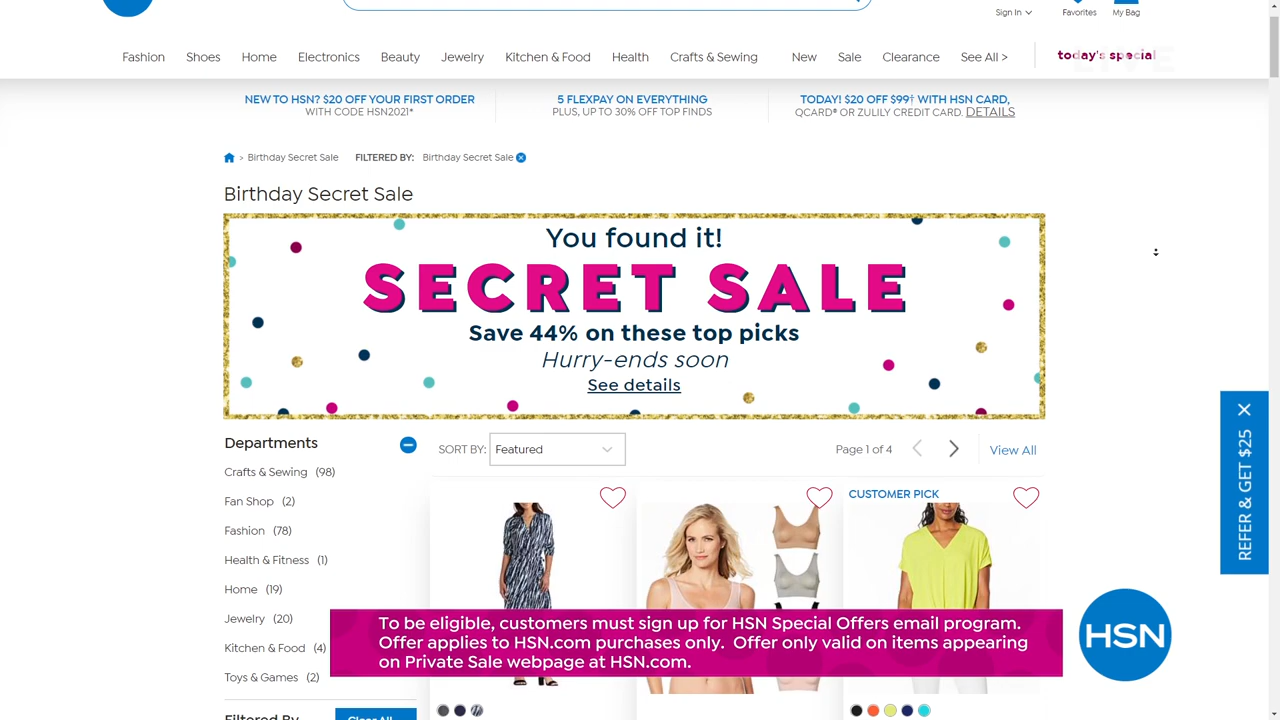 Sign In
Favorites
My Bag
Fashion
Shoes
Home
Electronics
Beauty
Jewelry
Kitchen & Food
Health
Crafts & Sewing
New
Sale
Clearance
See All >
today's special
NEW TO HSN? $20 OFF YOUR FIRST ORDER
WITH CODE HSN2021*
5 FLEXPAY ON EVERYTHING
PLUS, UP TO 30% OFF TOP FINDS
TODAY! $20 OFF $99† WITH HSN CARD,
QCARD® OR ZULILY CREDIT CARD. DETAILS
> Birthday Secret Sale FILTERED BY: Birthday Secret Sale
Birthday Secret Sale
You found it!
SECRET SALE
Save 44% on these top picks
Hurry-ends soon
See details
Departments
Crafts & Sewing (98)
Fan Shop (2)
Fashion (78)
Health & Fitness (1)
Home (19)
Jewelry (20)
Kitchen & Food (4)
Toys & Games (2)
Filtered By
Clear All
SORT BY: Featured
Page 1 of 4
View All
CUSTOMER PICK
REFER & GET $25
To be eligible, customers must sign up for HSN Special Offers email program.
Offer applies to HSN.com purchases only. Offer only valid on items appearing
on Private Sale webpage at HSN.com.
HSN